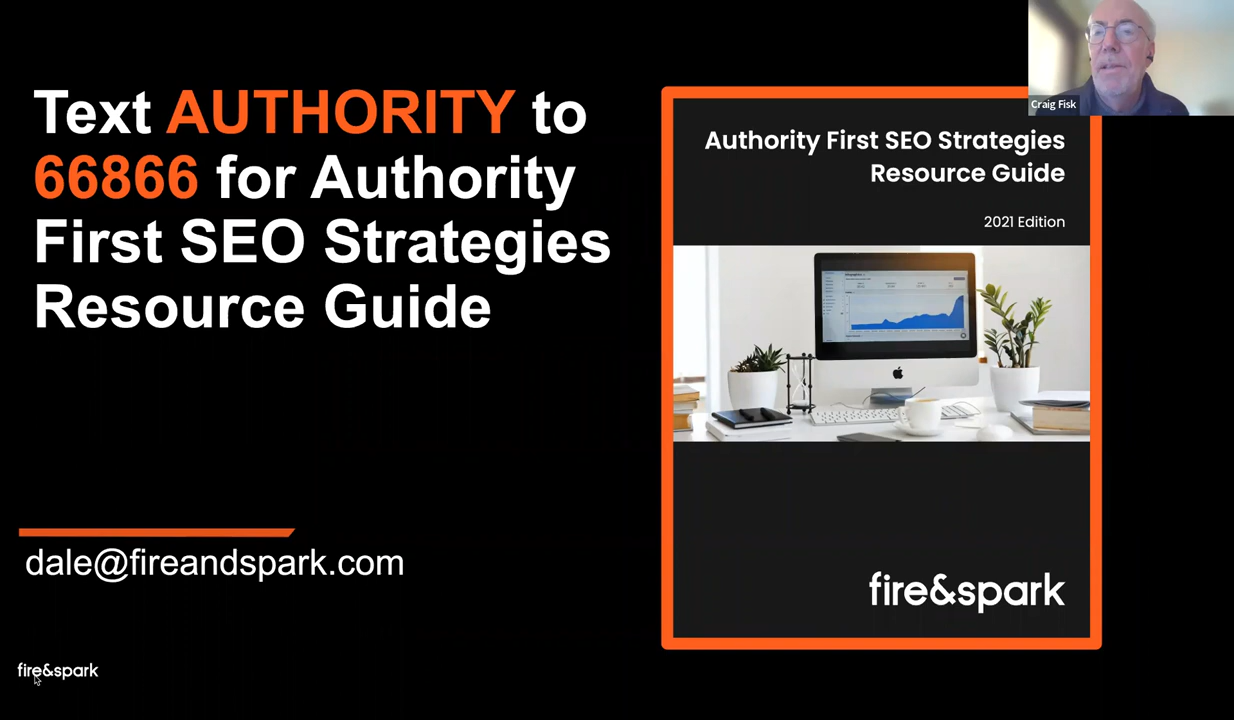 Text AUTHORITY to
66866 for Authority
First SEO Strategies
Resource Guide
dale@fireandspark.com
fire&spark
Authority First SEO Strategies
Resource Guide
2021 Edition
fire&spark
Craig Fisk